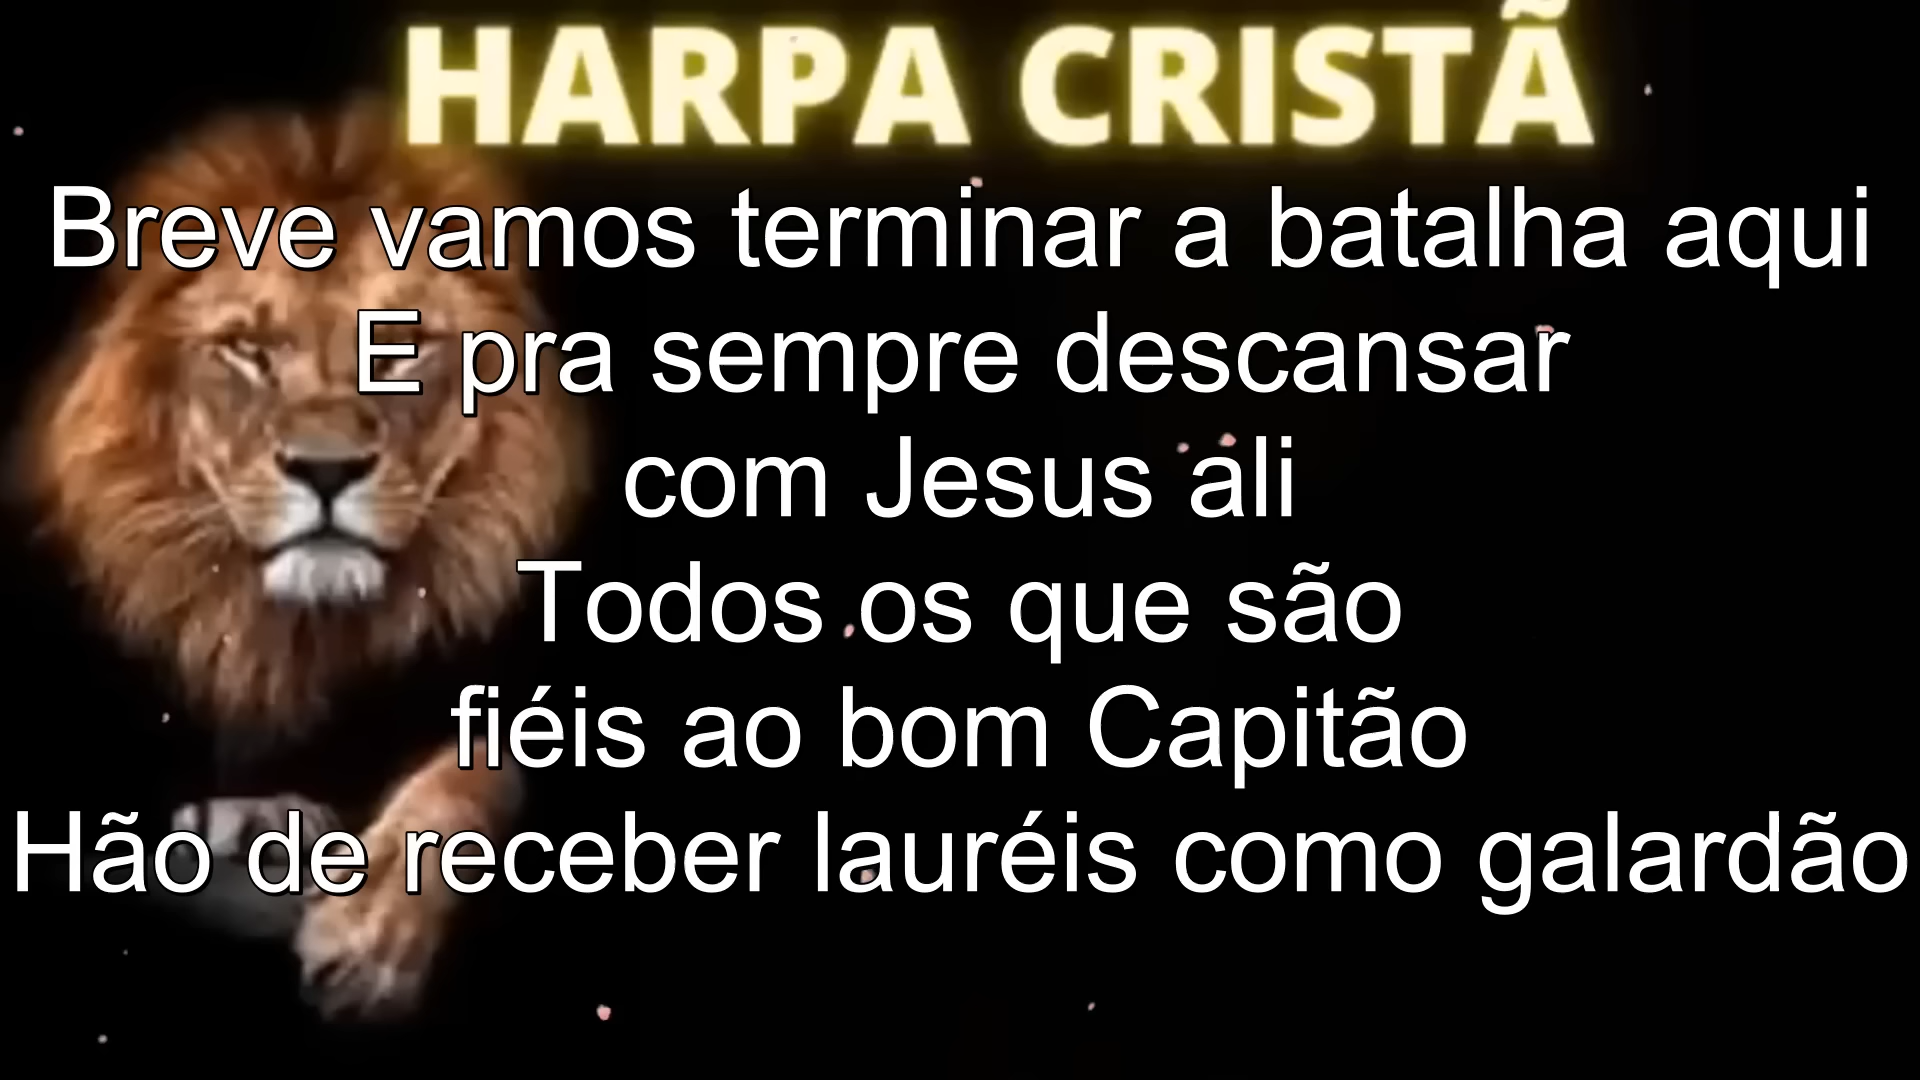 HARPA CRISTÃ
Breve vamos terminar a batalha aqui
E pra sempre descansar
com Jesus ali
Todos os que são
fiéis ao bom Capitão
Hão de receber lauréis como galardão